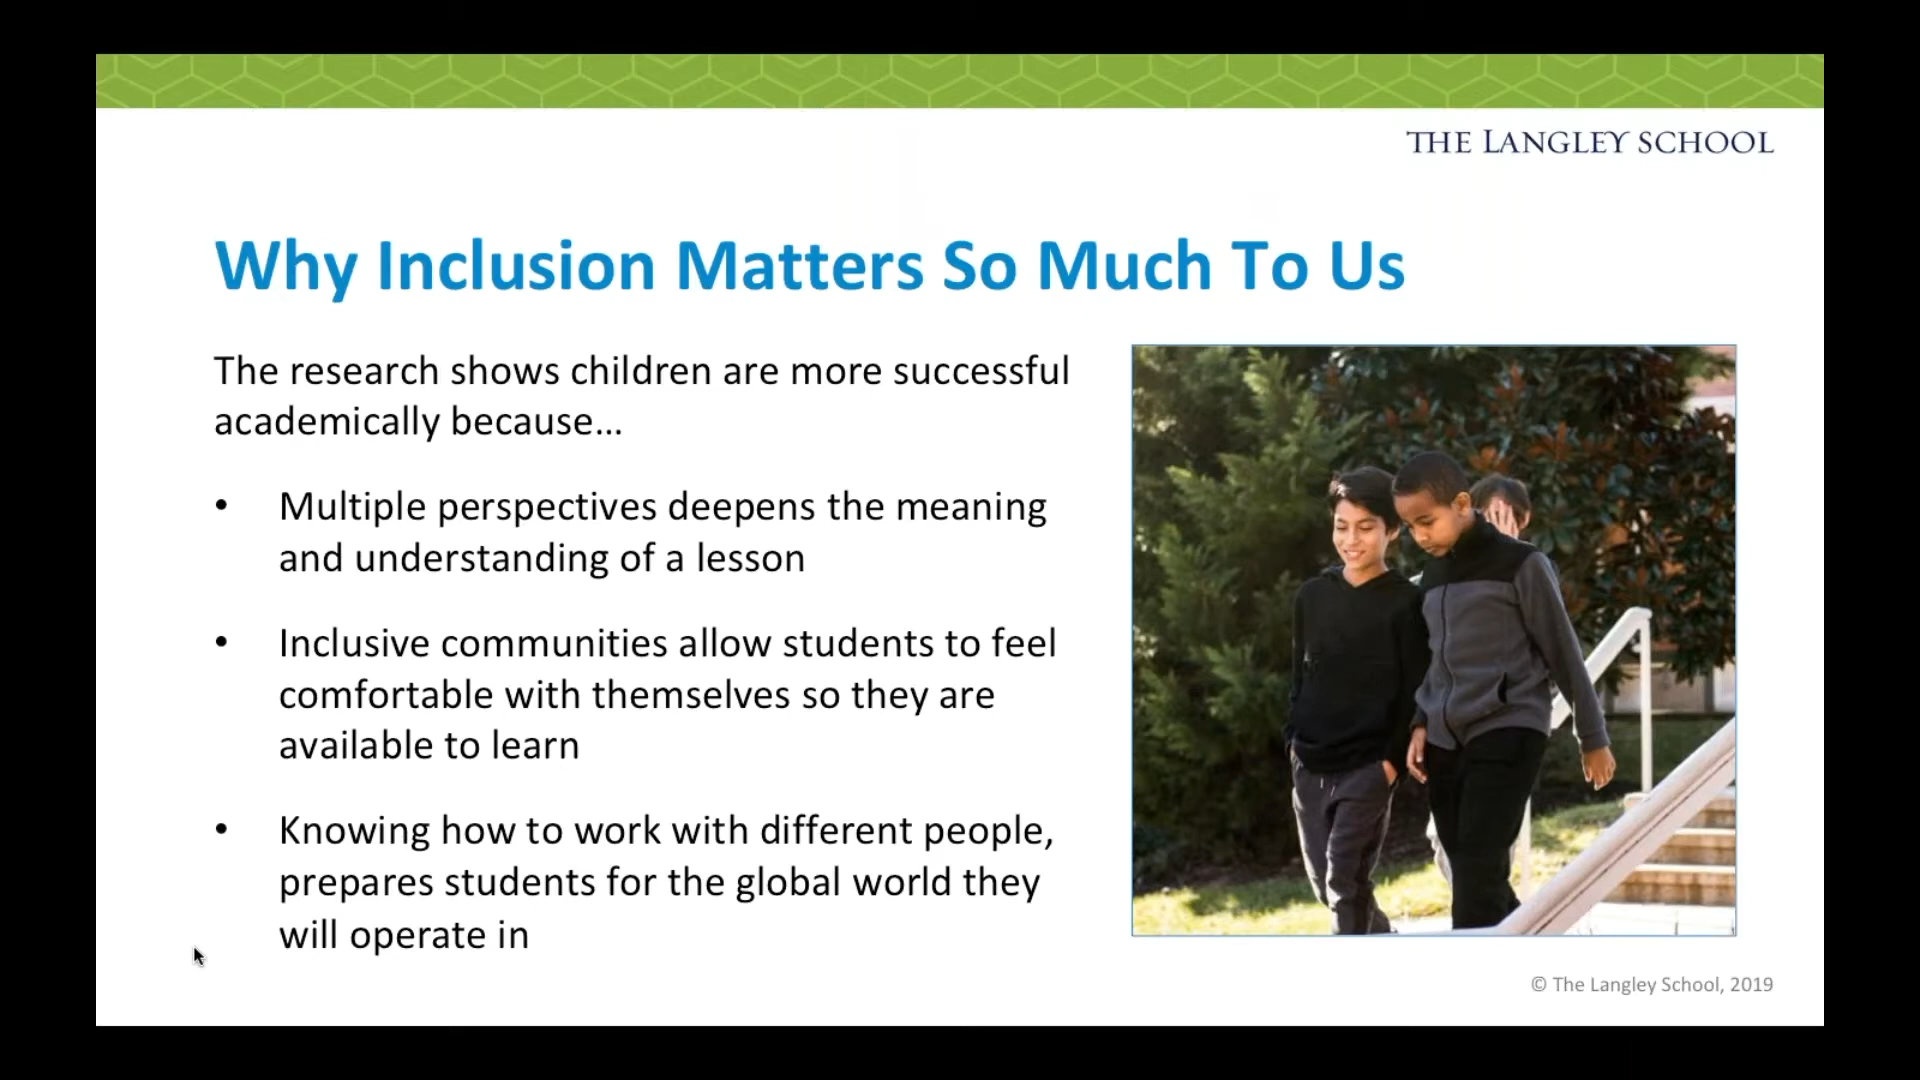 THE LANGLEY SCHOOL
Why Inclusion Matters So Much To Us
The research shows children are more successful
academically because...
• Multiple perspectives deepens the meaning
and understanding of a lesson
• Inclusive communities allow students to feel
comfortable with themselves so they are
available to learn
• Knowing how to work with different people,
prepares students for the global world they
will operate in
© The Langley School, 2019